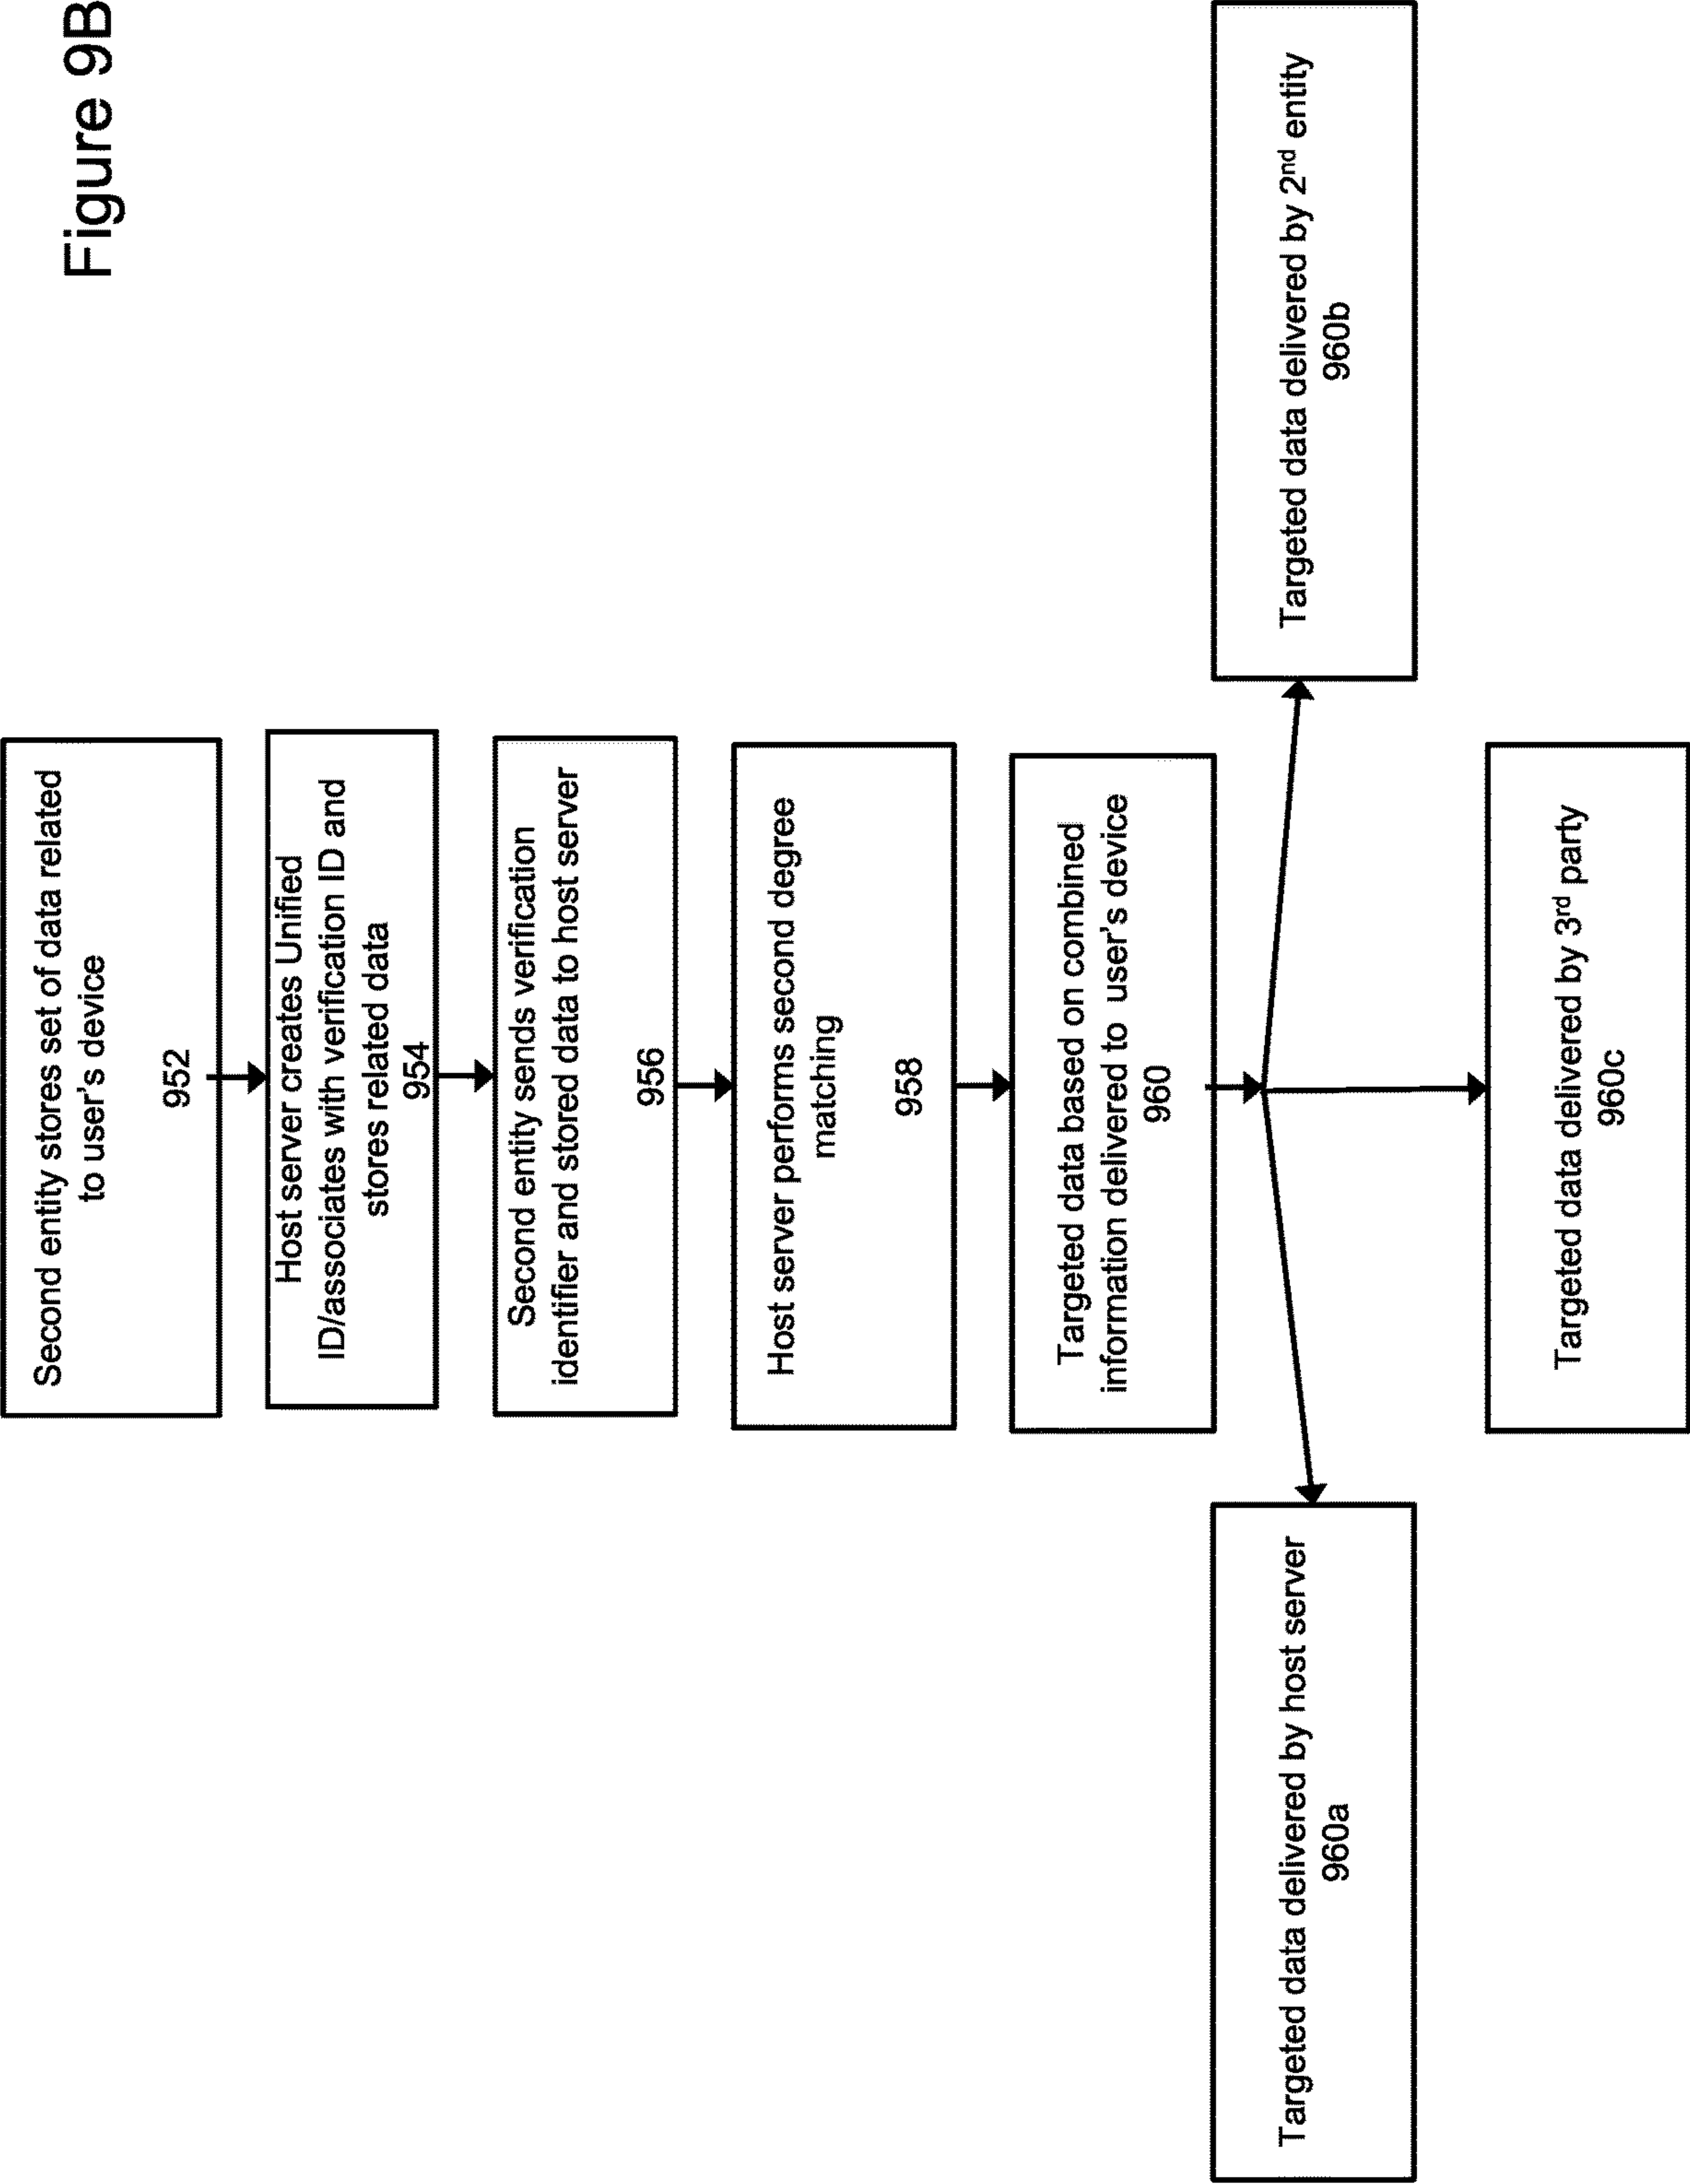 Figure 9B
Second entity stores set of data related
to user's device
952
Host server creates Unified
ID/associates with verification ID and
stores related data
954
Second entity sends verification
identifier and stored data to host server
956
Host server performs second degree
matching
958
Targeted data based on combined
information delivered to user's device
960
Targeted data delivered by host server
960a
Targeted data delivered by 2nd entity
960b
Targeted data delivered by 3rd party
960c